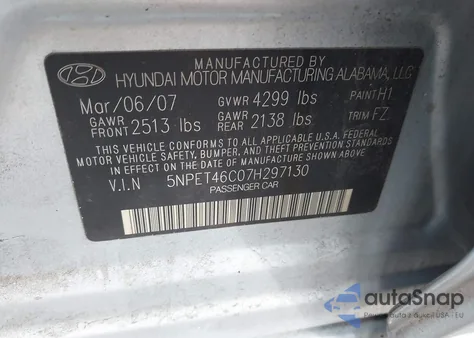 MANUFACTURED BY
HYUNDAI MOTOR MANUFACTURING ALABAMA, LLC
Mar/06/07 GVWR 4299 lbs PAINT H1
GAWR FRONT 2513 lbs GAWR REAR 2138 lbs TRIM FZ
THIS VEHICLE CONFORMS TO ALL APPLICABLE U.S. FEDERAL
MOTOR VEHICLE SAFETY, BUMPER, AND THEFT PREVENTION STANDARDS
IN EFFECT ON THE DATE OF MANUFACTURE SHOWN ABOVE.
V.I.N 5NPET46C07H297130
PASSENGER CAR
autoSnap